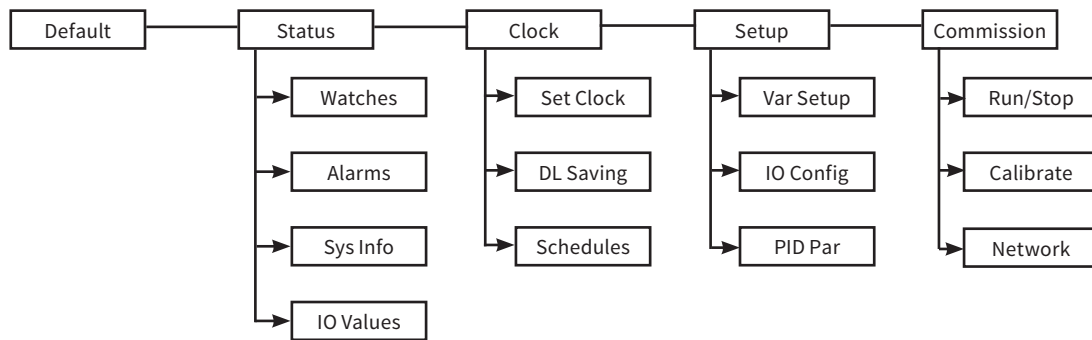 Default
Status
Clock
Setup
Commission
Watches
Set Clock
Var Setup
Run/Stop
Alarms
DL Saving
IO Config
Calibrate
Sys Info
Schedules
PID Par
Network
IO Values